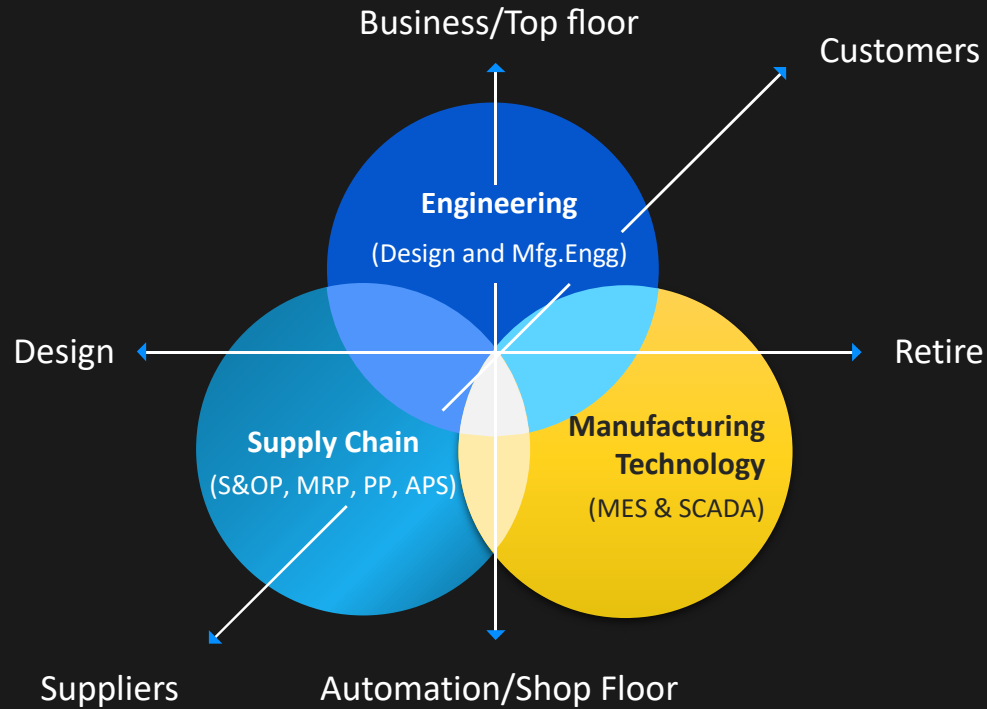 Business/Top floor
Customers
Engineering
(Design and Mfg.Engg)
Design
Retire
Supply Chain
(S&OP, MRP, PP, APS)
Manufacturing
Technology
(MES & SCADA)
Suppliers
Automation/Shop Floor